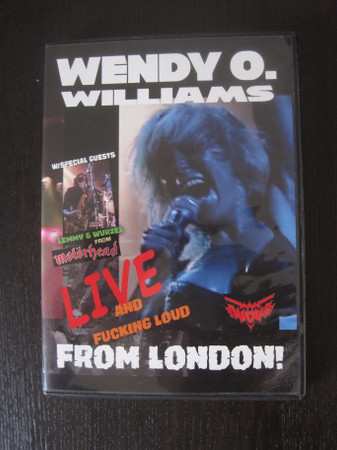 WENDY O.
WILLIAMS
W/SPECIAL GUESTS
LEMMY & WURZEL
FROM
motörhead
LIVE
AND
FUCKING LOUD
FROM LONDON!